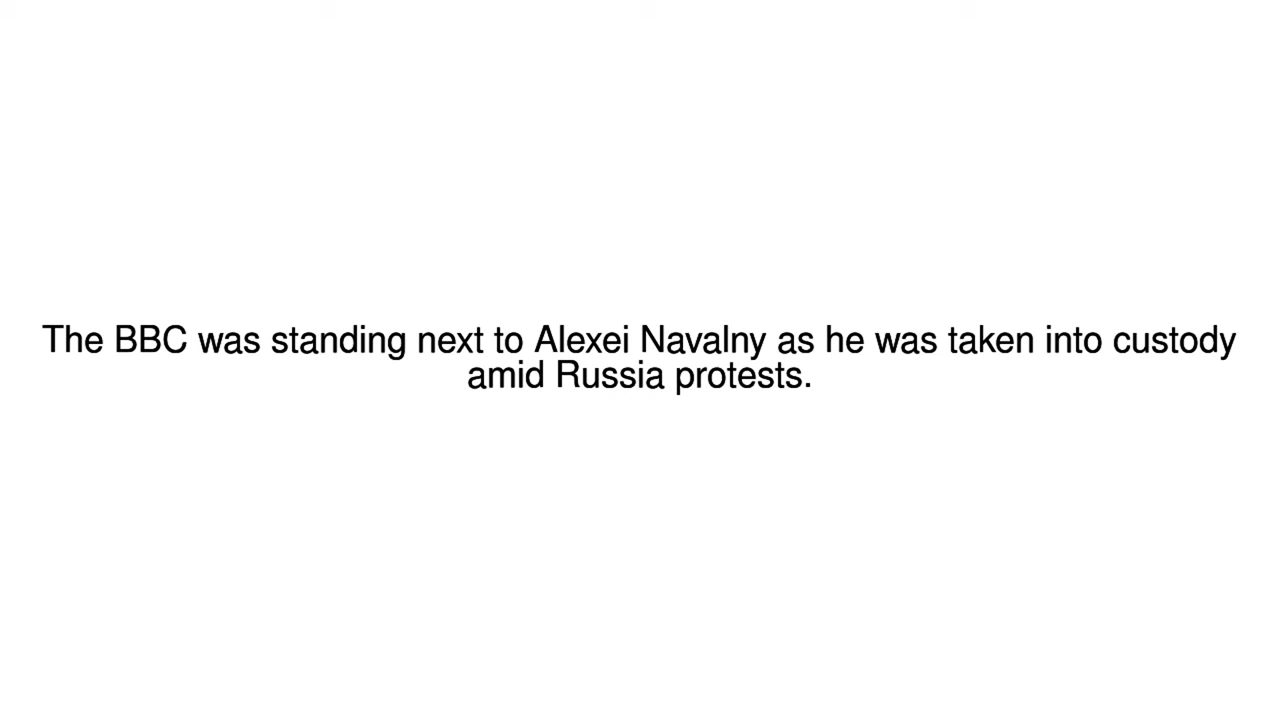 The BBC was standing next to Alexei Navalny as he was taken into custody
amid Russia protests.